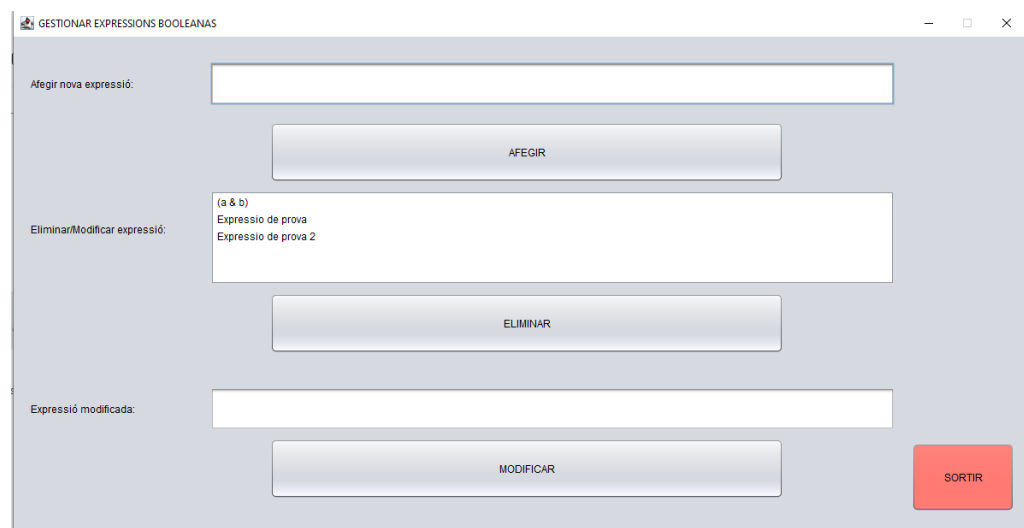 GESTIONAR EXPRESSIONS BOOLEANAS
Afegir nova expressió:
AFEGIR
(a & b)
Expressio de prova
Eliminar/Modificar expressió:
Expressio de prova 2
ELIMINAR
Expressió modificada:
MODIFICAR
SORTIR